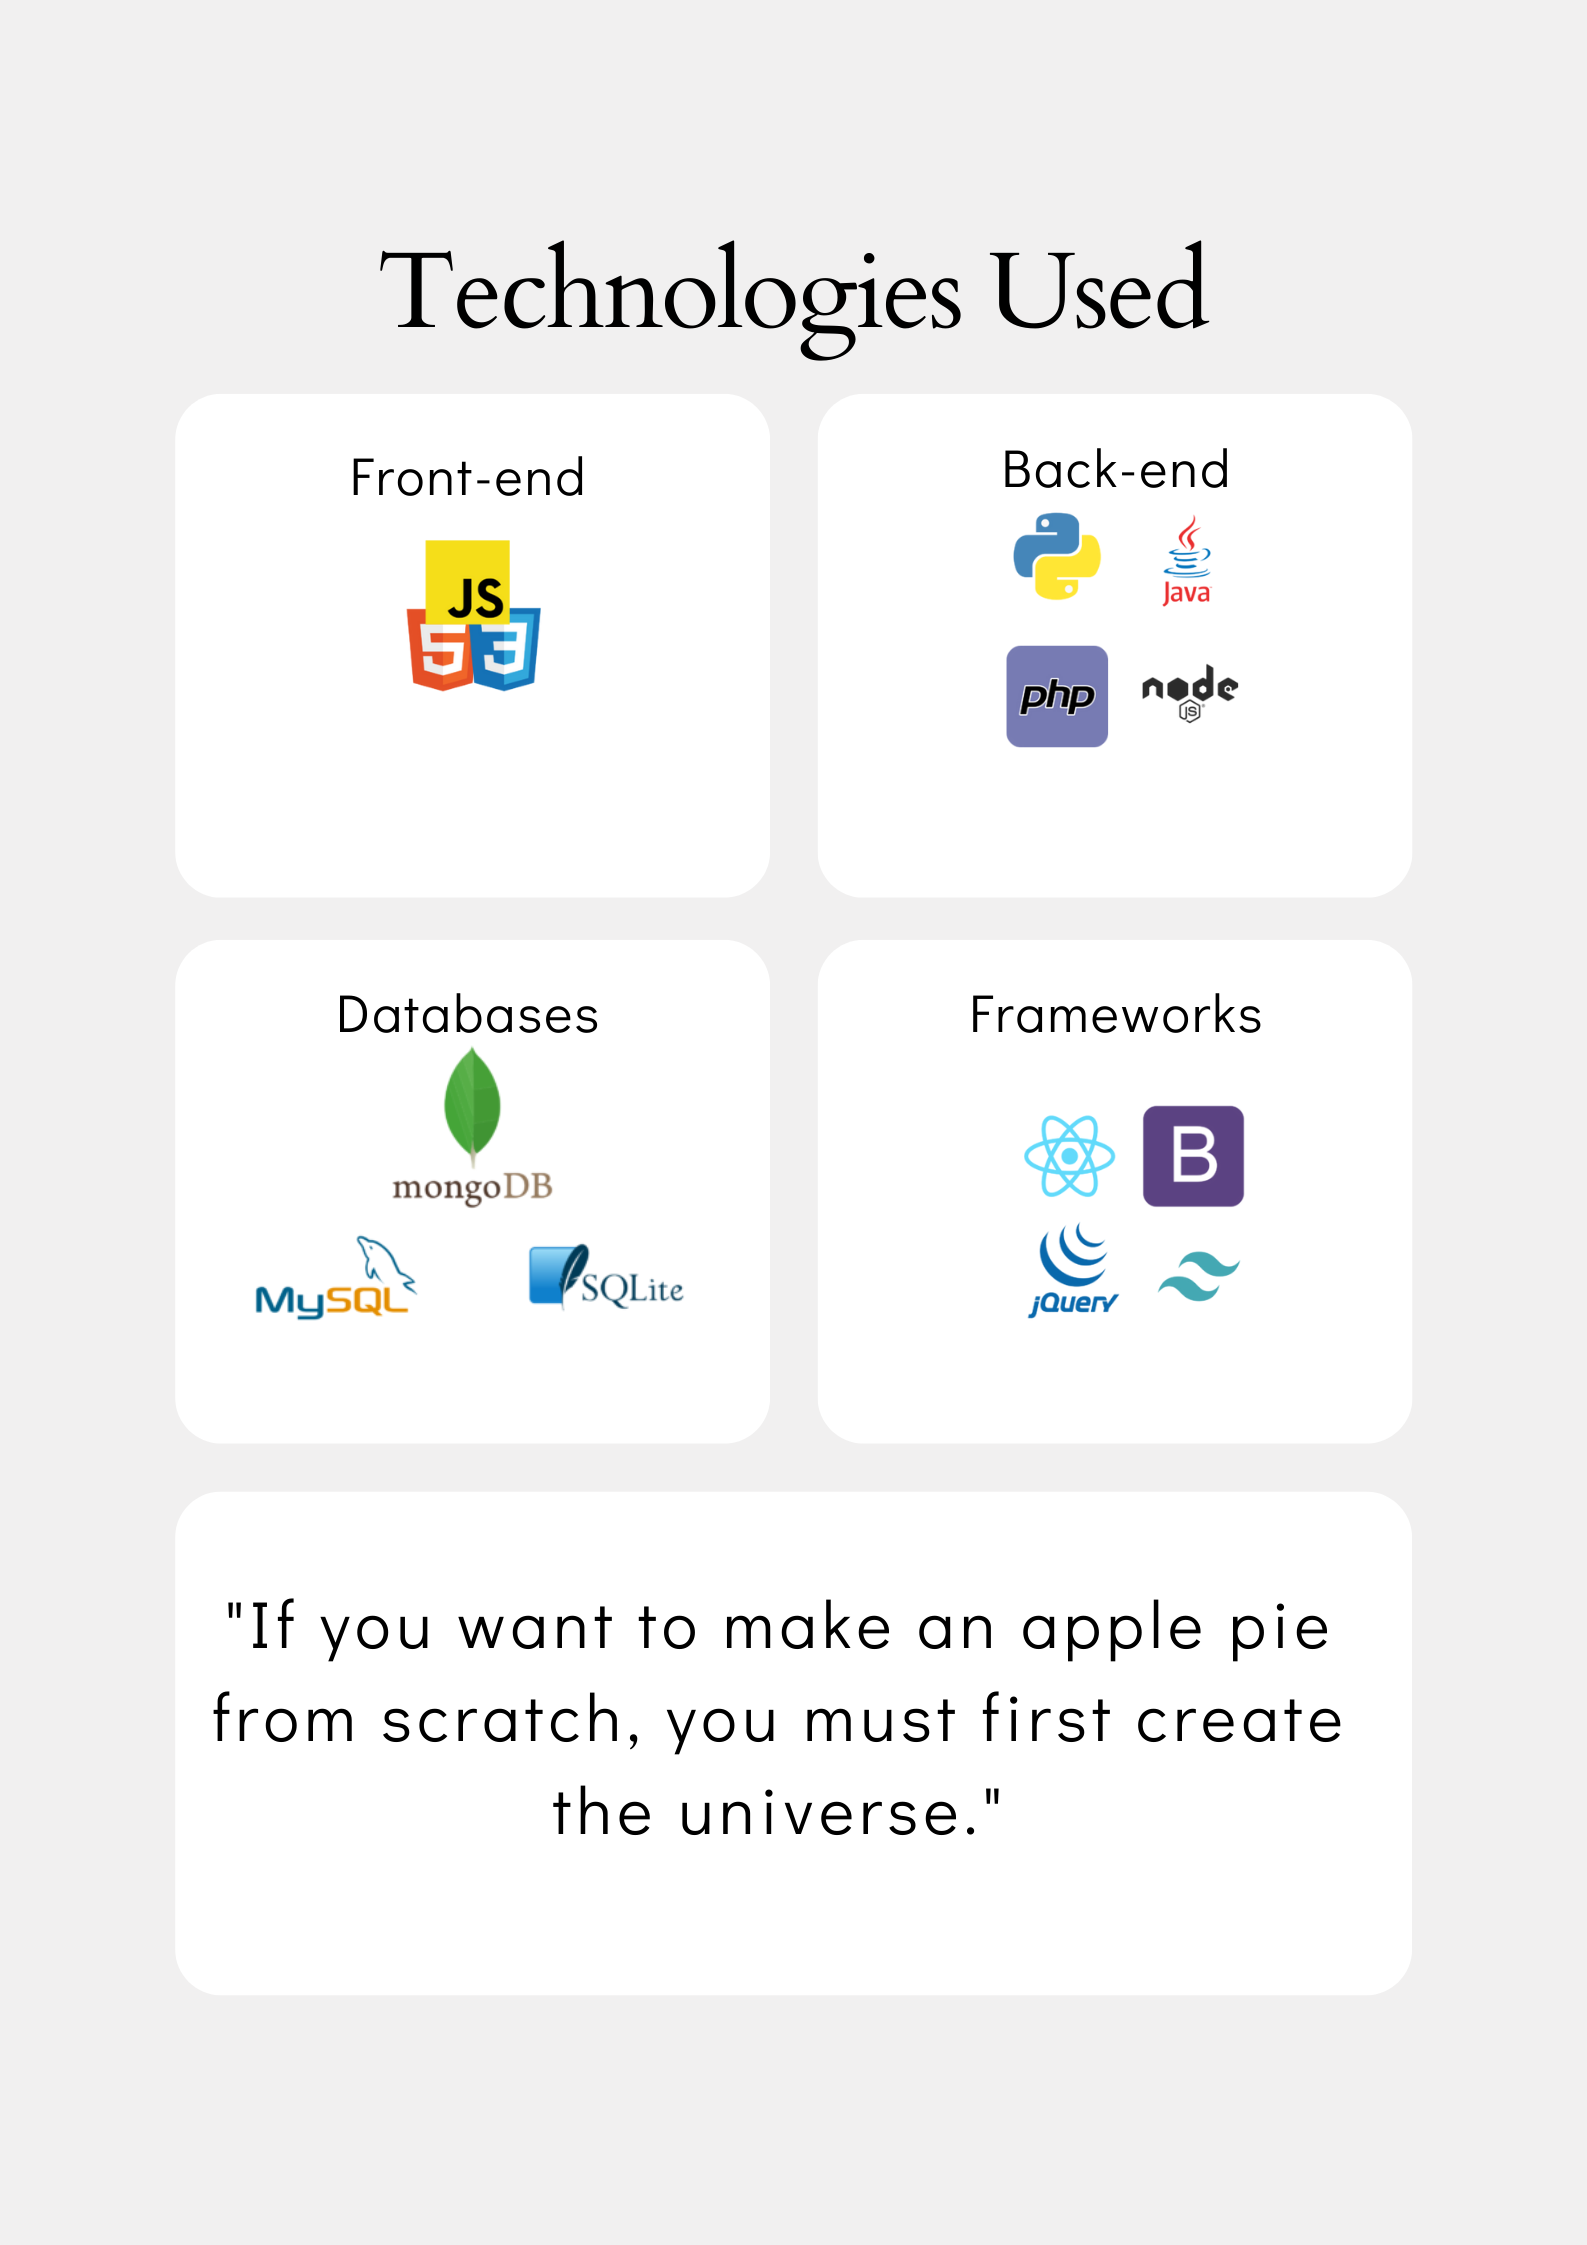 Technologies Used
Front-end
JS
5 3
Back-end
Java
php
node
JS
Databases
mongoDB
MySQL
SQLite
Frameworks
B
jQuery
"If you want to make an apple pie
from scratch, you must first create
the universe."